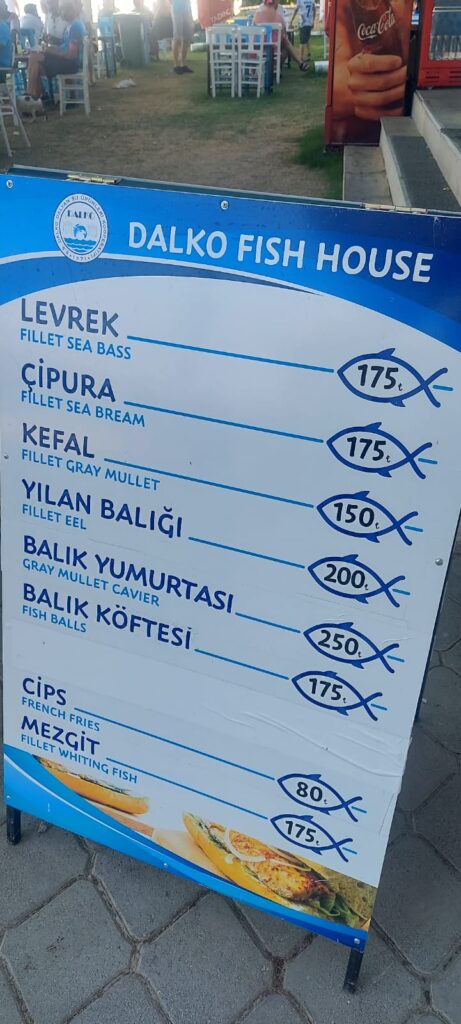 Coca-Cola
DALKO
DALKO FISH HOUSE
LEVREK
FILLET SEA BASS
175₺
ÇİPURA
FILLET SEA BREAM
175₺
KEFAL
FILLET GRAY MULLET
150₺
YILAN BALIĞI
FILLET EEL
200₺
BALIK YUMURTASI
GRAY MULLET CAVIER
250₺
BALIK KÖFTESİ
FISH BALLS
175₺
CİPS
FRENCH FRIES
80₺
MEZGİT
FILLET WHITING FISH
175₺